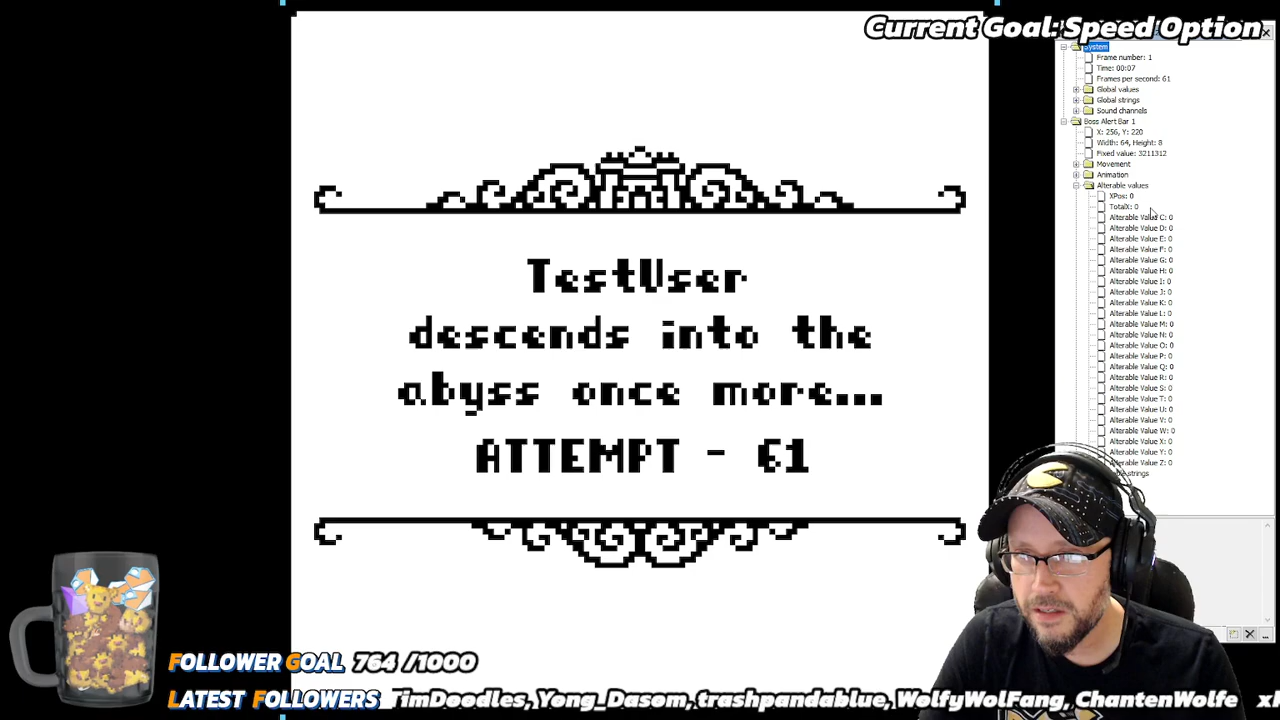 Current Goal: Speed Option
System
Frame number: 1
Time: 00:07
Frames per second: 61
Global values
Global strings
Sound channels
Boss Alert Bar 1
X: 256, Y: 220
Width: 64, Height: 8
Fixed value: 3211312
Movement
Animation
Alterable values
XPos: 0
TotalX: 0
Alterable Value C: 0
Alterable Value D: 0
Alterable Value E: 0
Alterable Value F: 0
Alterable Value G: 0
Alterable Value H: 0
Alterable Value I: 0
Alterable Value J: 0
Alterable Value K: 0
Alterable Value L: 0
Alterable Value M: 0
Alterable Value N: 0
Alterable Value O: 0
Alterable Value P: 0
Alterable Value Q: 0
Alterable Value R: 0
Alterable Value S: 0
Alterable Value T: 0
Alterable Value U: 0
Alterable Value V: 0
Alterable Value W: 0
Alterable Value X: 0
Alterable Value Y: 0
Alterable Value Z: 0
strings
TestUser
descends into the
abyss once more...
ATTEMPT - 61
FOLLOWER GOAL 764 /1000
LATEST FOLLOWERS TimDoodles, Yong_Dasom, trashpandablue, WolfyWolFang, ChantenWolfe